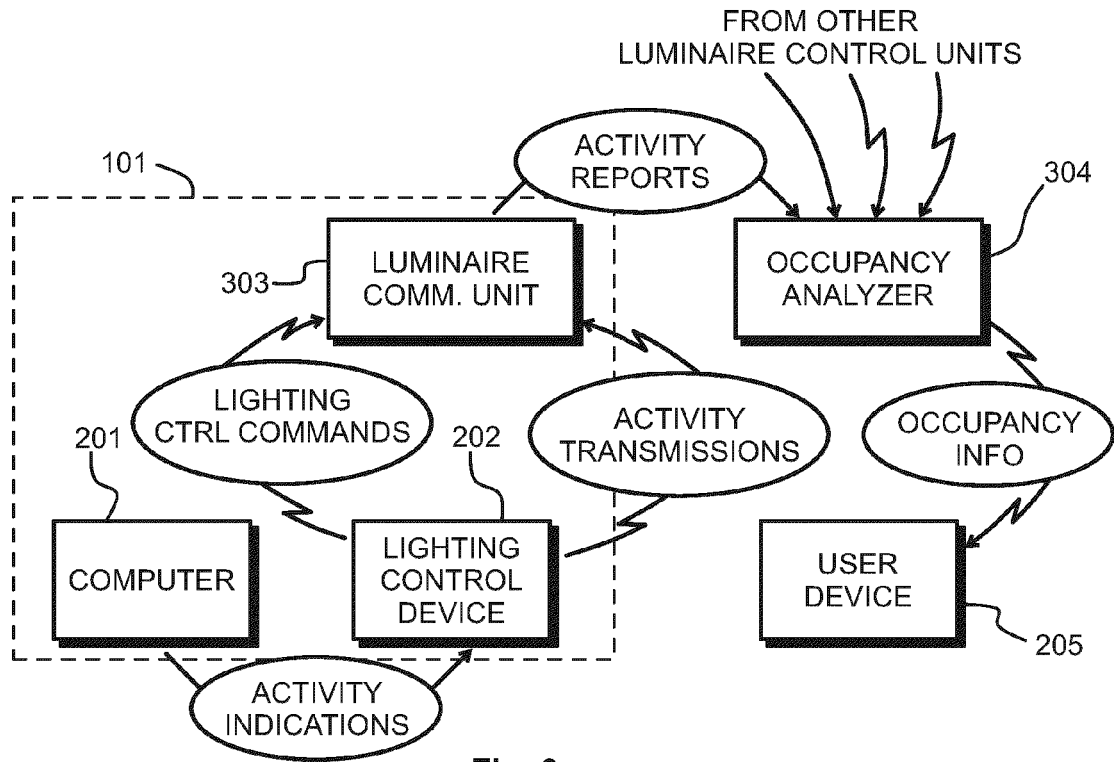 FROM OTHER
LUMINAIRE CONTROL UNITS
101
ACTIVITY
REPORTS
304
303
LUMINAIRE
COMM. UNIT
OCCUPANCY
ANALYZER
LIGHTING
CTRL COMMANDS
201
202
ACTIVITY
TRANSMISSIONS
OCCUPANCY
INFO
COMPUTER
LIGHTING
CONTROL
DEVICE
USER
DEVICE
205
ACTIVITY
INDICATIONS